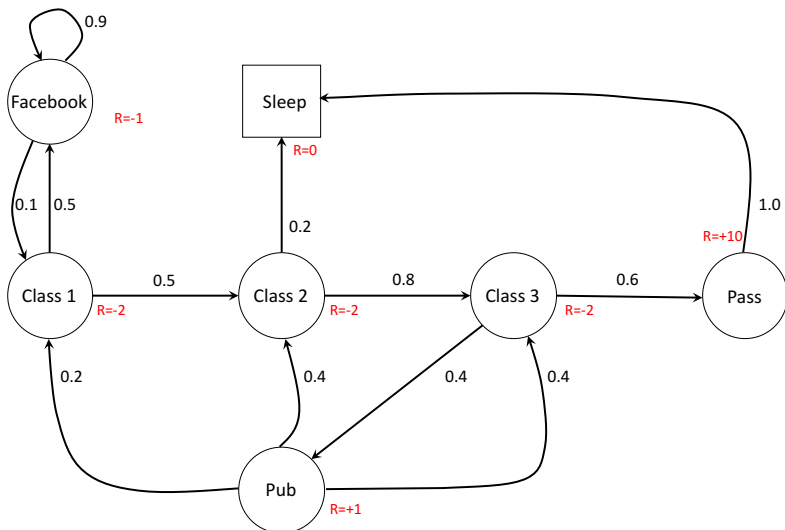 0.9
Facebook
R=-1
Sleep
R=0
0.1
0.5
0.2
1.0
R=+10
Class 1
0.5
Class 2
0.8
Class 3
0.6
Pass
R=-2
R=-2
R=-2
0.2
0.4
0.4
0.4
Pub
R=+1